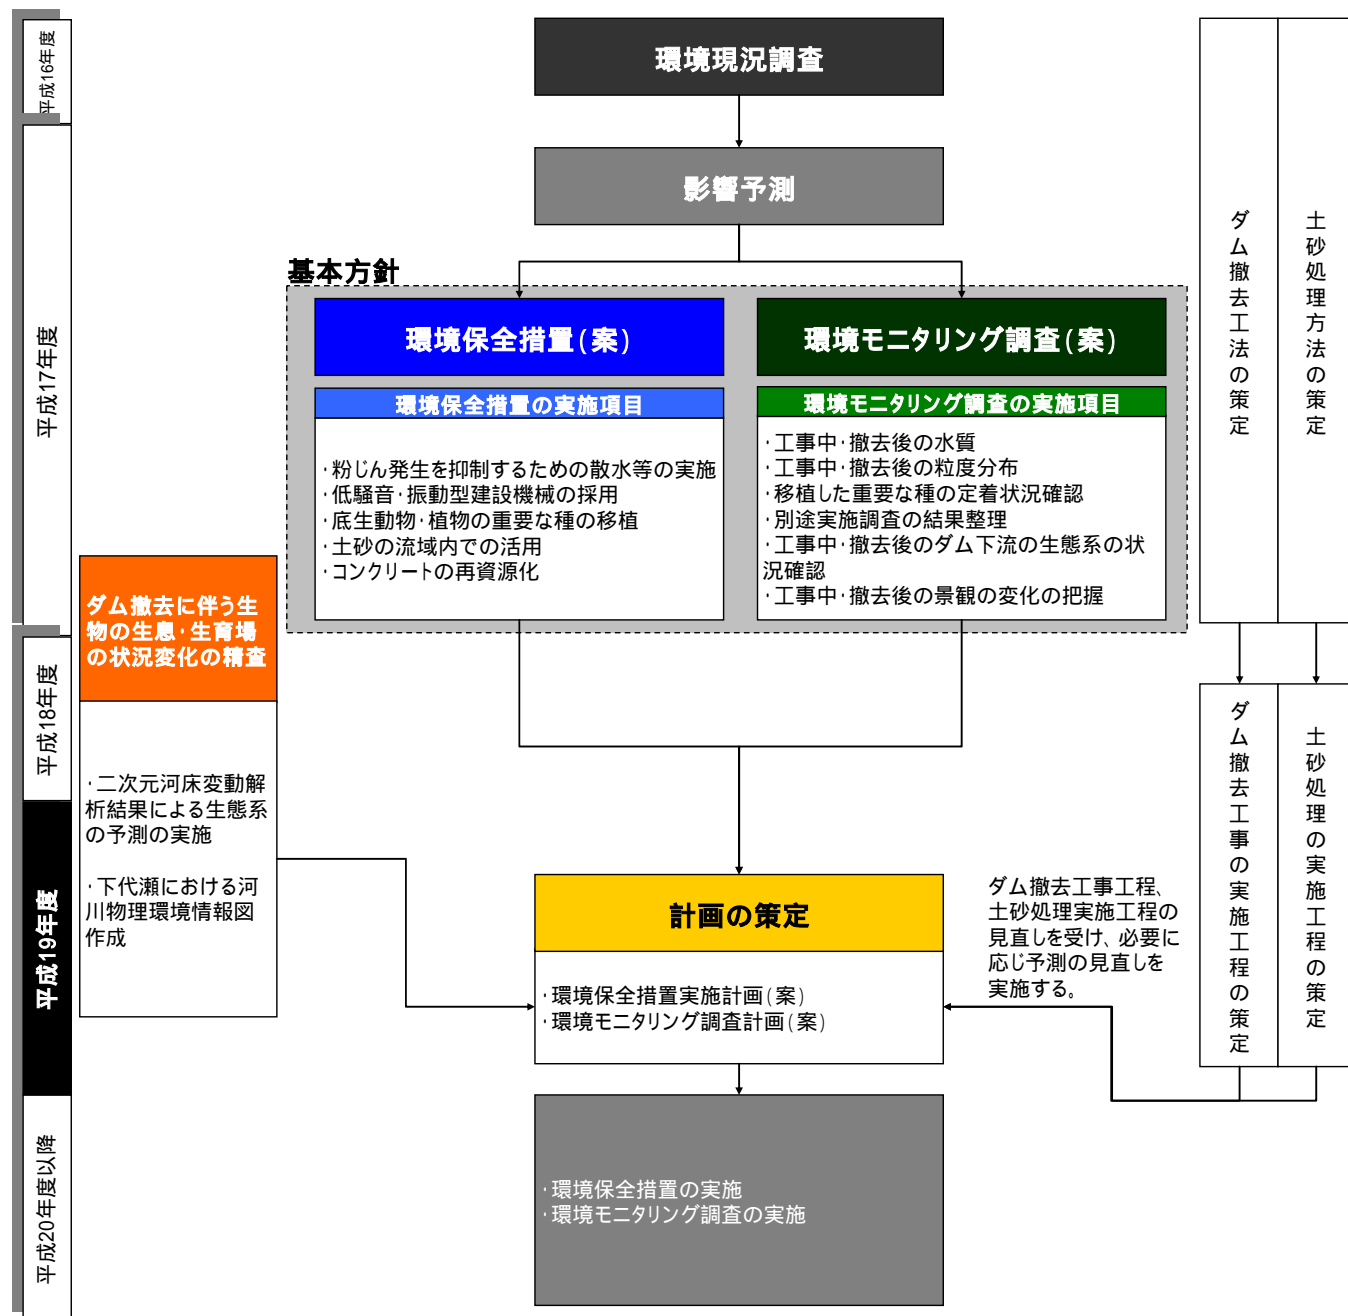 平成16年度
平成17年度
平成18年度
平成19年度
平成20年度以降
環境現況調査
影響予測
基本方針
環境保全措置(案)
環境保全措置の実施項目
・粉じん発生を抑制するための散水等の実施
・低騒音・振動型建設機械の採用
・底生動物・植物の重要な種の移植
・土砂の流域内での活用
・コンクリートの再資源化
環境モニタリング調査(案)
環境モニタリング調査の実施項目
・工事中・撤去後の水質
・工事中・撤去後の粒度分布
・移植した重要な種の定着状況確認
・別途実施調査の結果整理
・工事中・撤去後のダム下流の生態系の状
況確認
・工事中・撤去後の景観の変化の把握
ダム撤去に伴う生
物の生息・生育場
の状況変化の精査
・二次元河床変動解
析結果による生態系
の予測の実施
・下代瀬における河
川物理環境情報図
作成
計画の策定
・環境保全措置実施計画(案)
・環境モニタリング調査計画(案)
・環境保全措置の実施
・環境モニタリング調査の実施
ダム撤去工事工程、
土砂処理実施工程の
見直しを受け、必要に
応じ予測の見直しを
実施する。
ダム撤去工法の策定
土砂処理方法の策定
ダム撤去工事の実施工程の策定
土砂処理の実施工程の策定